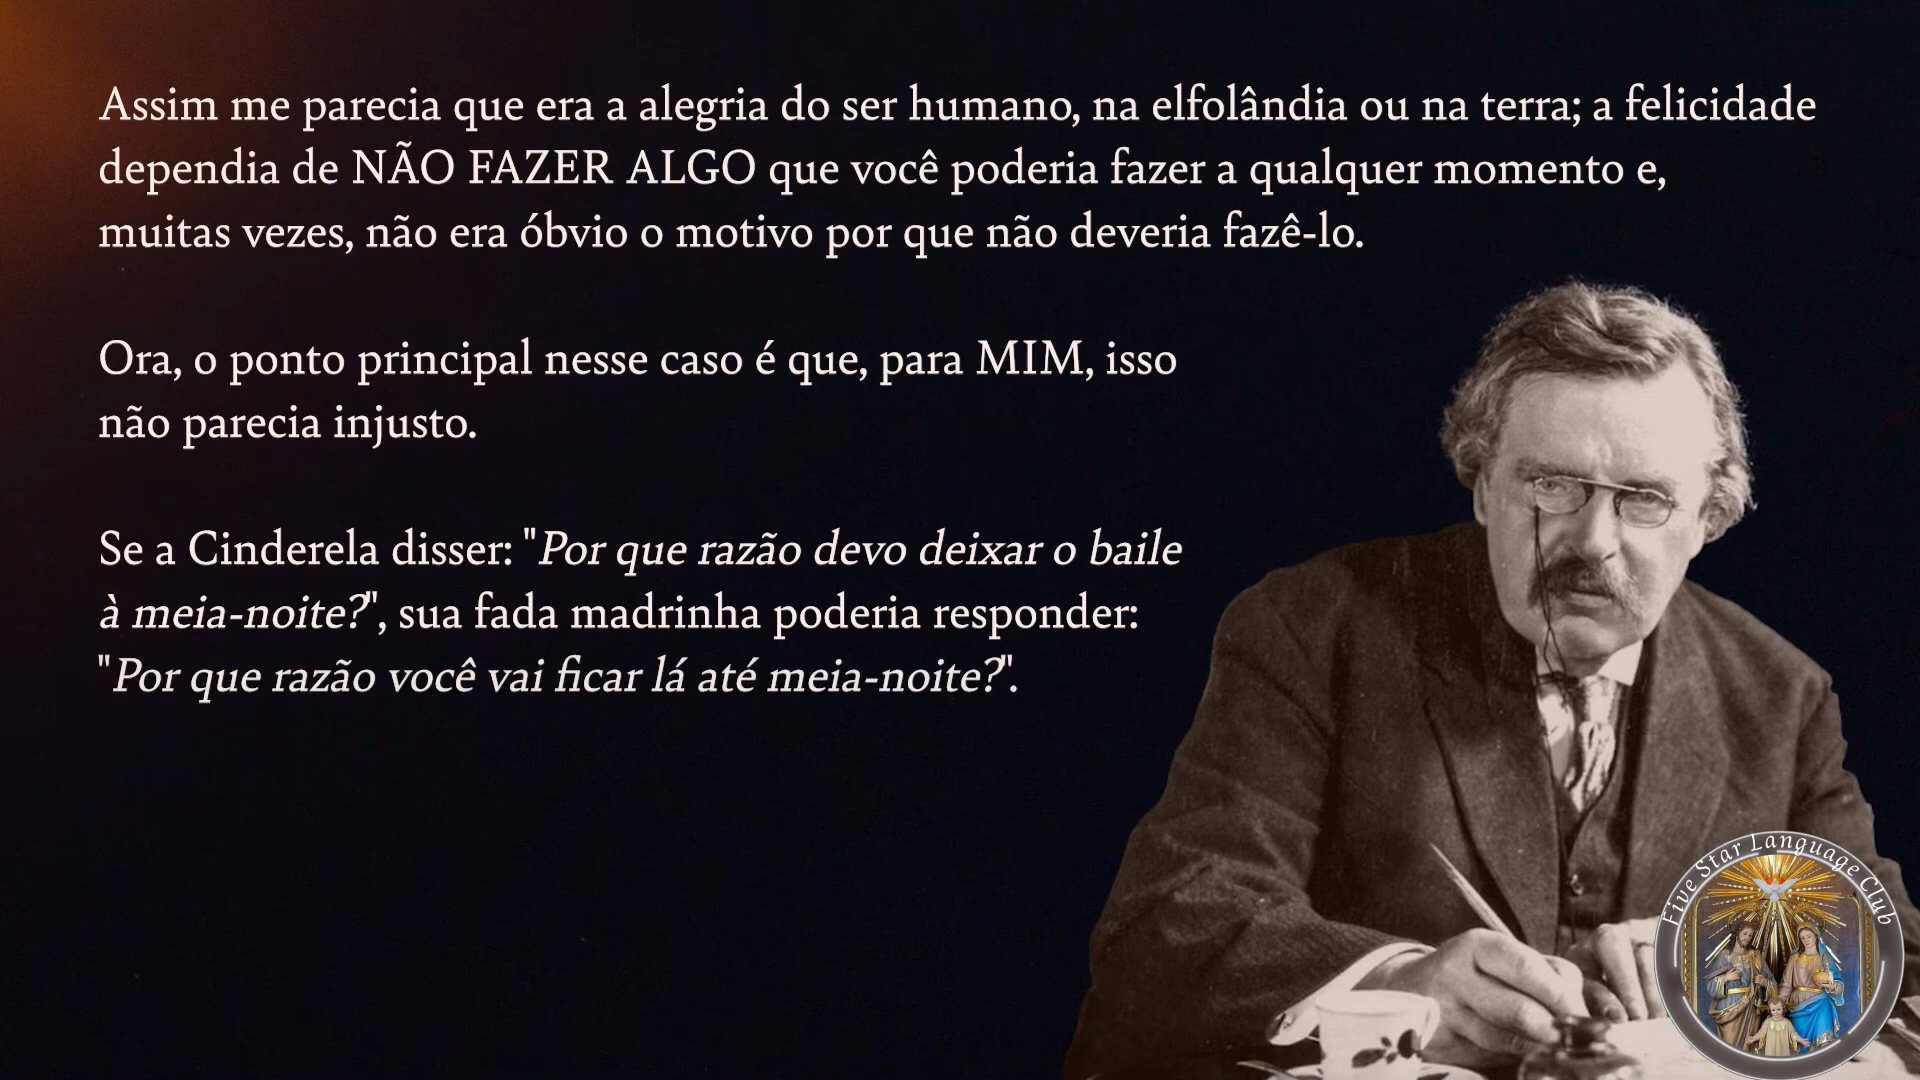 Assim me parecia que era a alegria do ser humano, na elfolândia ou na terra; a felicidade
dependia de NÃO FAZER ALGO que você poderia fazer a qualquer momento e,
muitas vezes, não era óbvio o motivo por que não deveria fazê-lo.
Ora, o ponto principal nesse caso é que, para MIM, isso
não parecia injusto.
Se a Cinderela disser: "Por que razão devo deixar o baile
à meia-noite?", sua fada madrinha poderia responder:
"Por que razão você vai ficar lá até meia-noite?".
Five Star Language Club